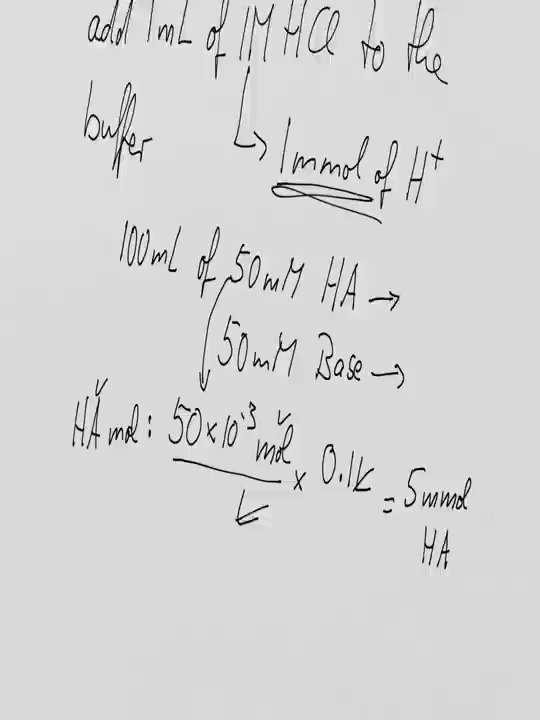 add 1mL of 1M HCl to the
buffer
↳ 1mmol of H⁺
100mL of 50mM HA →
50mM Base →
HA mol: 50×10⁻³ mol / L × 0.1L = 5mmol
HA